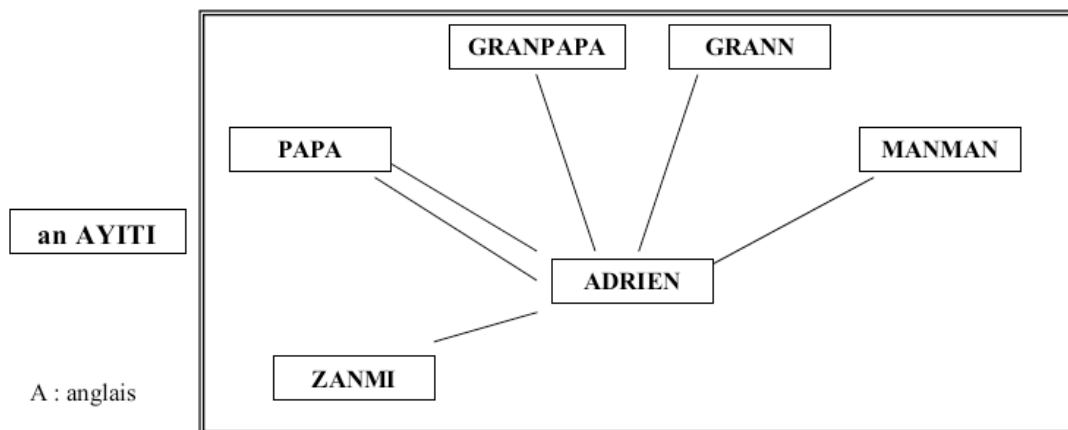 GRANPAPA
GRANN
PAPA
MANMAN
an AYITI
ADRIEN
ZANMI
A : anglais